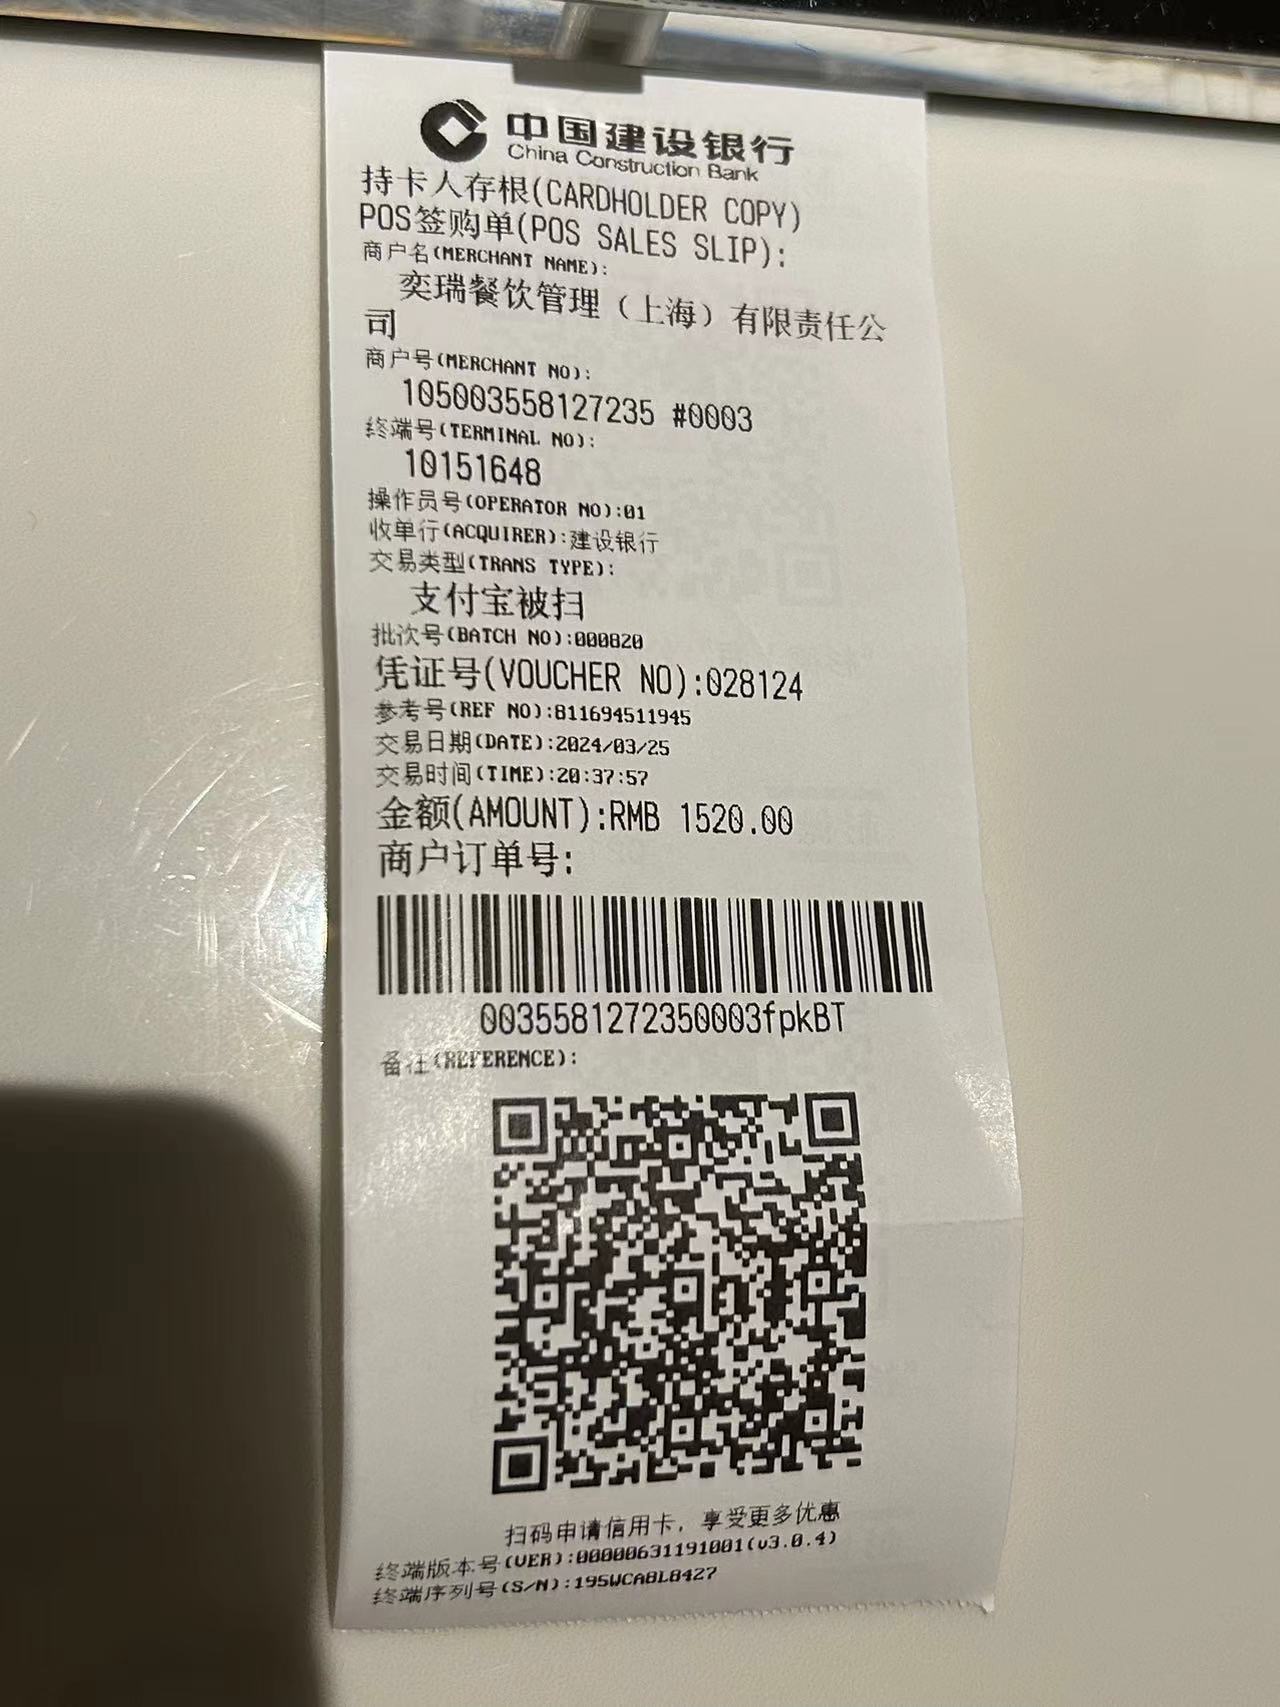 中国建设银行
China Construction Bank
持卡人存根(CARDHOLDER COPY)
POS签购单(POS SALES SLIP):
商户名(MERCHANT NAME):
奕瑞餐饮管理（上海）有限责任公
司
商户号(MERCHANT NO):
105003558127235 #0003
终端号(TERMINAL NO):
10151648
操作员号(OPERATOR NO):01
收单行(ACQUIRER):建设银行
交易类型(TRANS TYPE):
支付宝被扫
批次号(BATCH NO):000820
凭证号(VOUCHER NO):028124
参考号(REF NO):811694511945
交易日期(DATE):2024/03/25
交易时间(TIME):20:37:57
金额(AMOUNT):RMB 1520.00
商户订单号:
0035581272350003fpkBT
备注(REFERENCE):
扫码申请信用卡，享受更多优惠
终端版本号(VER):00000631191001(v3.0.4)
终端序列号(S/N):195WCA8L8427